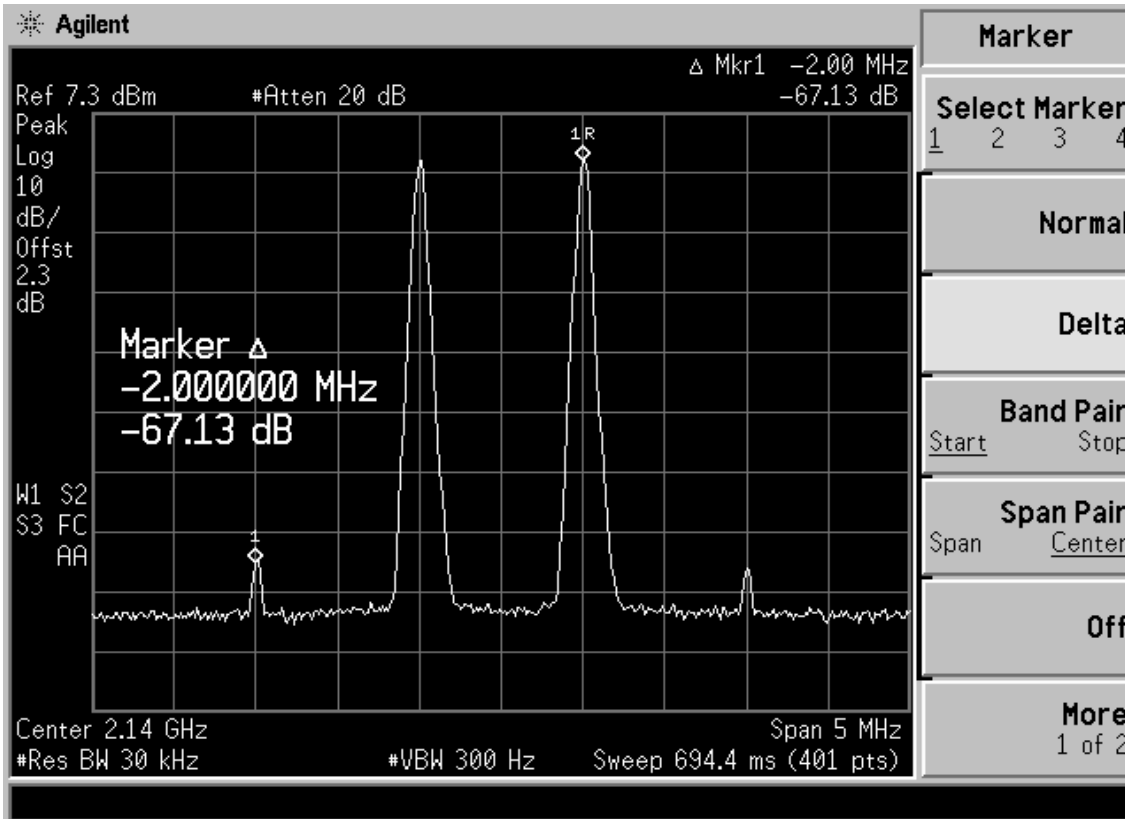 Agilent
Δ Mkr1 -2.00 MHz
Ref 7.3 dBm #Atten 20 dB -67.13 dB
Peak
Log
10
dB/
Offst
2.3
dB
1R
Marker Δ
-2.000000 MHz
-67.13 dB
W1 S2
S3 FC
AA
1
Center 2.14 GHz Span 5 MHz
#Res BW 30 kHz #VBW 300 Hz Sweep 694.4 ms (401 pts)
Marker
Select Marker
1 2 3 4
Normal
Delta
Band Pair
Start Stop
Span Pair
Span Center
Off
More
1 of 2